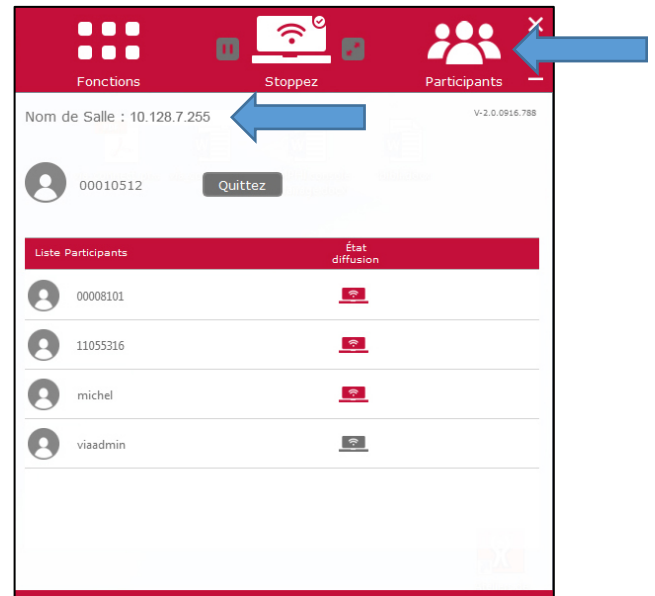 Fonctions
Stoppez
Participants
Nom de Salle : 10.128.7.255
V-2.0.0916.788
00010512
Quittez
Liste Participants
État
diffusion
00008101
11055316
michel
viaadmin